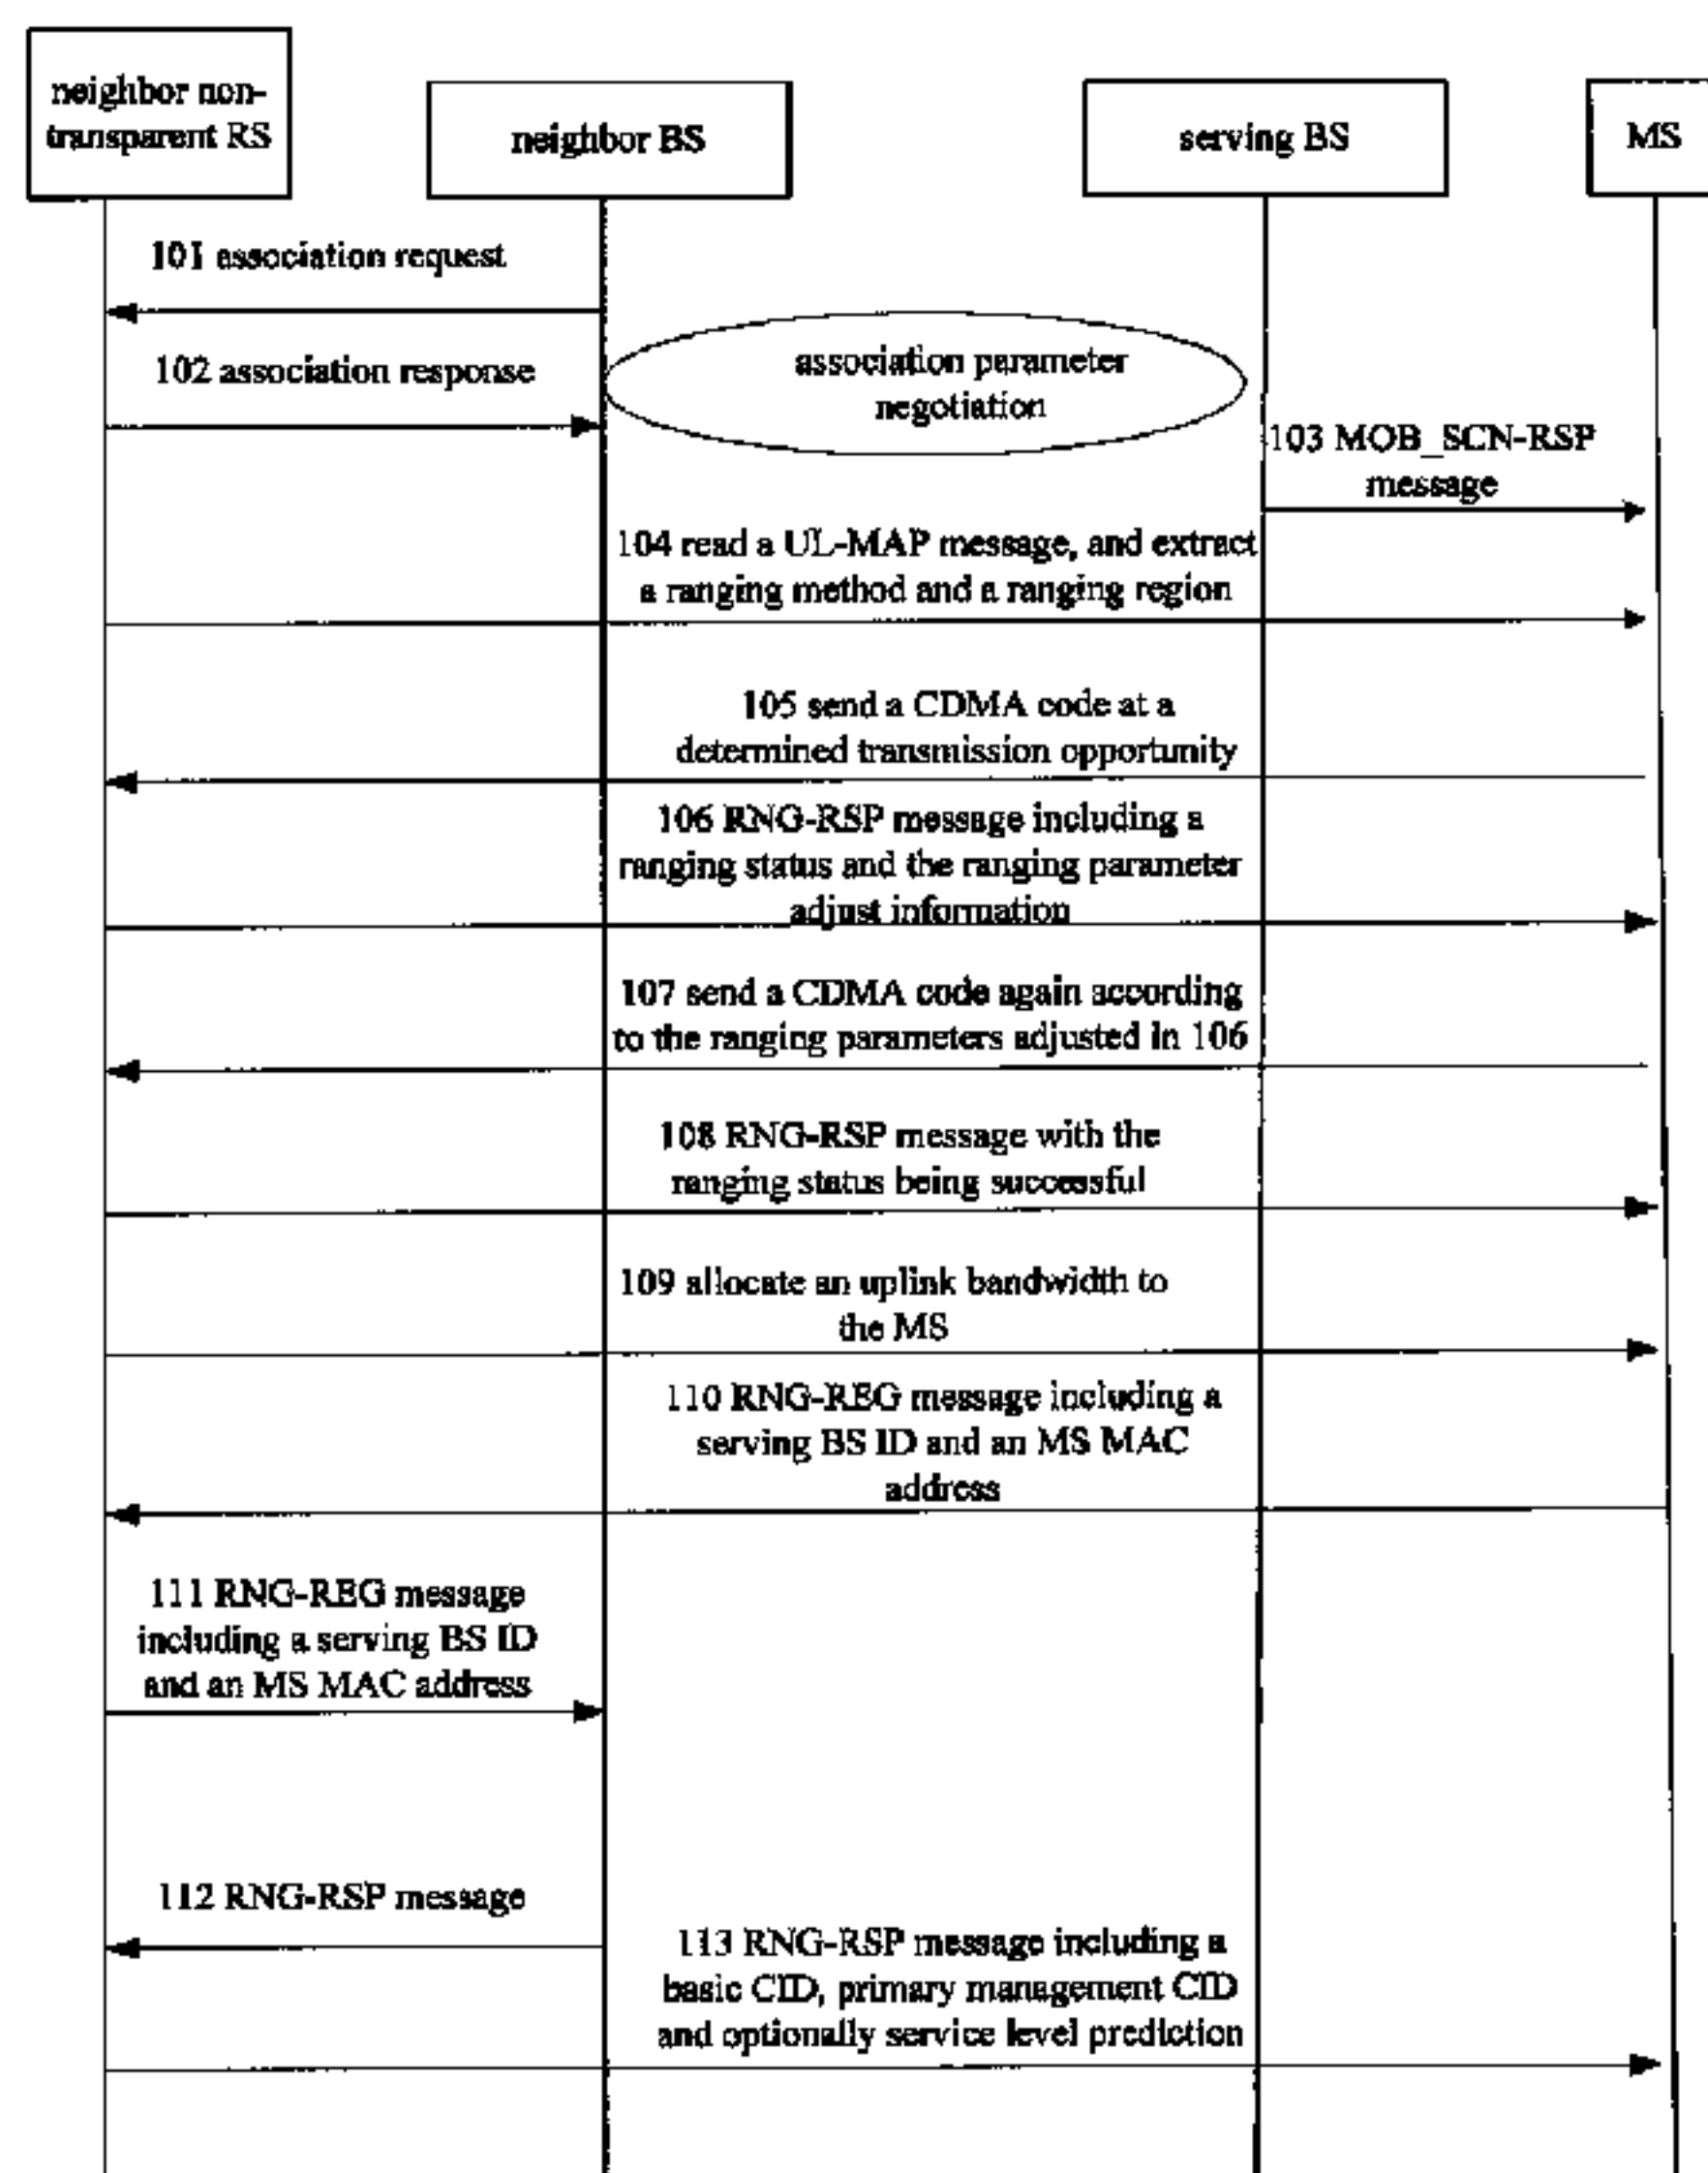 neighbor non-
transparent RS
neighbor BS
serving BS
MS
101 association request
102 association response
association parameter
negotiation
103 MOB_SCN-RSP
message
104 read a UL-MAP message, and extract
a ranging method and a ranging region
105 send a CDMA code at a
determined transmission opportunity
106 RNG-RSP message including a
ranging status and the ranging parameter
adjust information
107 send a CDMA code again according
to the ranging parameters adjusted in 106
108 RNG-RSP message with the
ranging status being successful
109 allocate an uplink bandwidth to
the MS
110 RNG-REG message including a
serving BS ID and an MS MAC
address
111 RNG-REG message
including a serving BS ID
and an MS MAC address
112 RNG-RSP message
113 RNG-RSP message including a
basic CID, primary management CID
and optionally service level prediction